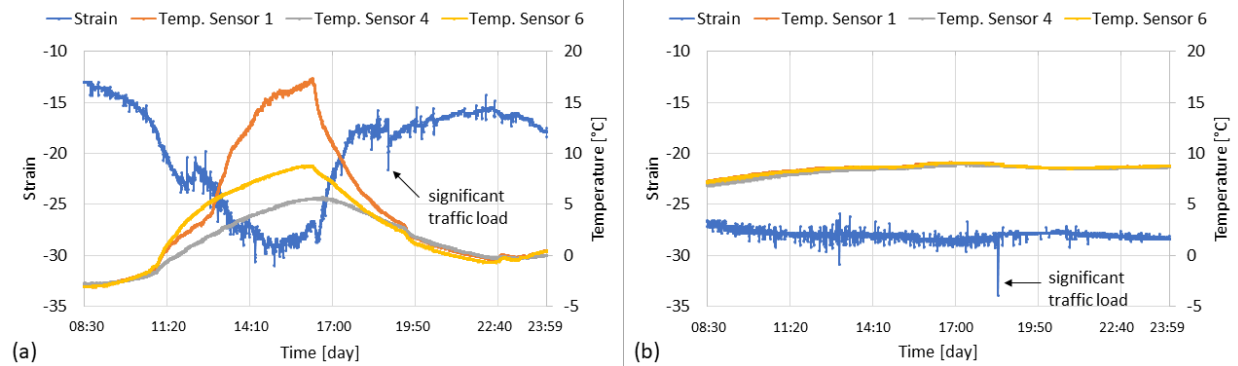 Strain Temp. Sensor 1 Temp. Sensor 4 Temp. Sensor 6
-10
-15
-20
-25
-30
-35
Strain
20
15
10
5
0
-5
Temperature [°C]
significant
traffic load
08:30 11:20 14:10 17:00 19:50 22:40 23:59
Time [day]
(a)
Strain Temp. Sensor 1 Temp. Sensor 4 Temp. Sensor 6
-10
-15
-20
-25
-30
-35
Strain
20
15
10
5
0
-5
Temperature [°C]
significant
traffic load
08:30 11:20 14:10 17:00 19:50 22:40 23:59
Time [day]
(b)